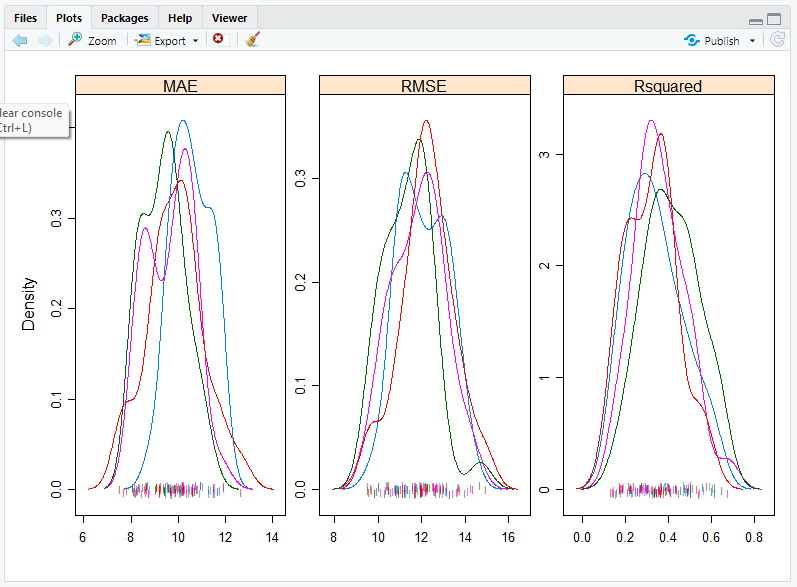 Files Plots Packages Help Viewer
Zoom Export Publish
MAE RMSE Rsquared
lear console
Ctrl+L)
Density
0.0 0.1 0.2 0.3
6 8 10 12 14
0.0 0.1 0.2 0.3
8 10 12 14 16
0 1 2 3
0.0 0.2 0.4 0.6 0.8